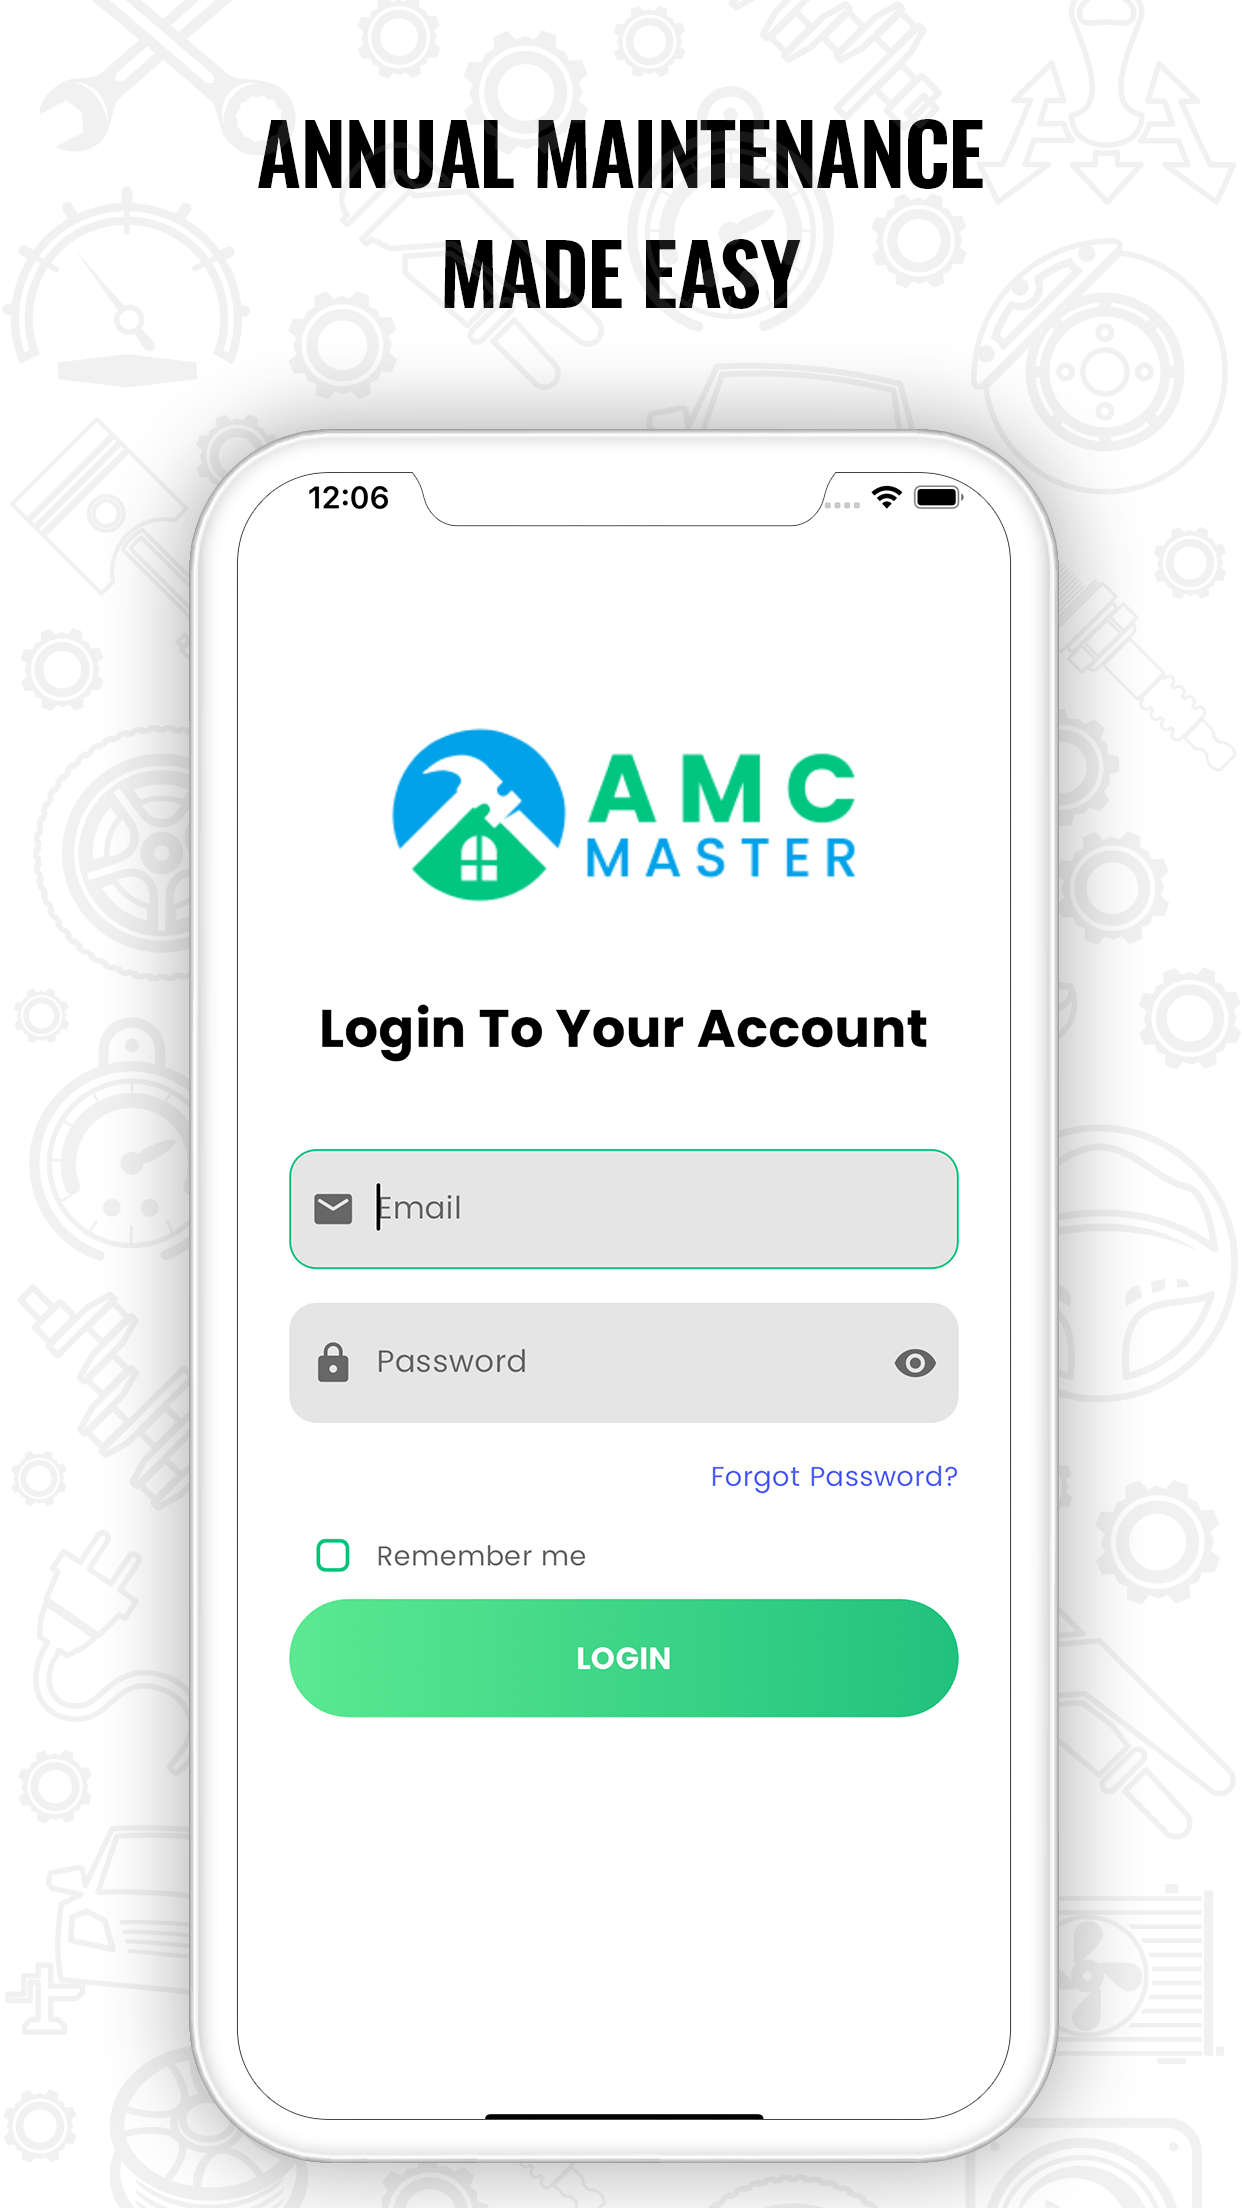 ANNUAL MAINTENANCE
MADE EASY
12:06
AMC
MASTER
Login To Your Account
Email
Password
Forgot Password?
Remember me
LOGIN